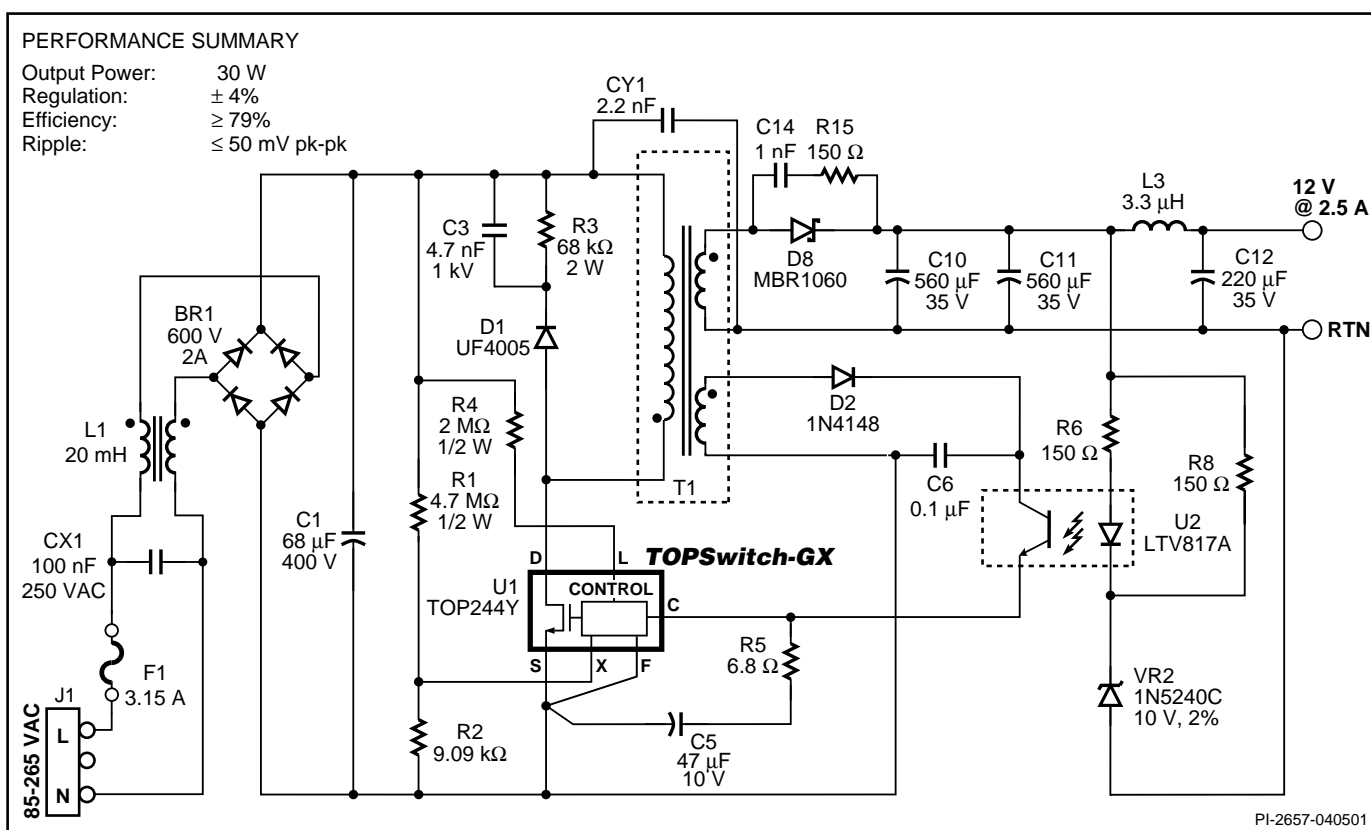 PERFORMANCE SUMMARY
Output Power: 30 W
Regulation: ± 4%
Efficiency: ≥ 79%
Ripple: ≤ 50 mV pk-pk
CY1
2.2 nF
C14
1 nF
R15
150 Ω
L3
3.3 µH
12 V
@ 2.5 A
C3
4.7 nF
1 kV
R3
68 kΩ
2 W
D8
MBR1060
C10
560 µF
35 V
C11
560 µF
35 V
C12
220 µF
35 V
BR1
600 V
2A
D1
UF4005
RTN
D2
1N4148
R4
2 MΩ
1/2 W
L1
20 mH
R6
150 Ω
R8
150 Ω
T1
C6
0.1 µF
R1
4.7 MΩ
1/2 W
C1
68 µF
400 V
U2
LTV817A
CX1
100 nF
250 VAC
TOPSwitch-GX
D
L
U1
TOP244Y
CONTROL
C
S
X
F
R5
6.8 Ω
F1
3.15 A
J1
VR2
1N5240C
10 V, 2%
85-265 VAC
L
N
R2
9.09 kΩ
C5
47 µF
10 V
PI-2657-040501